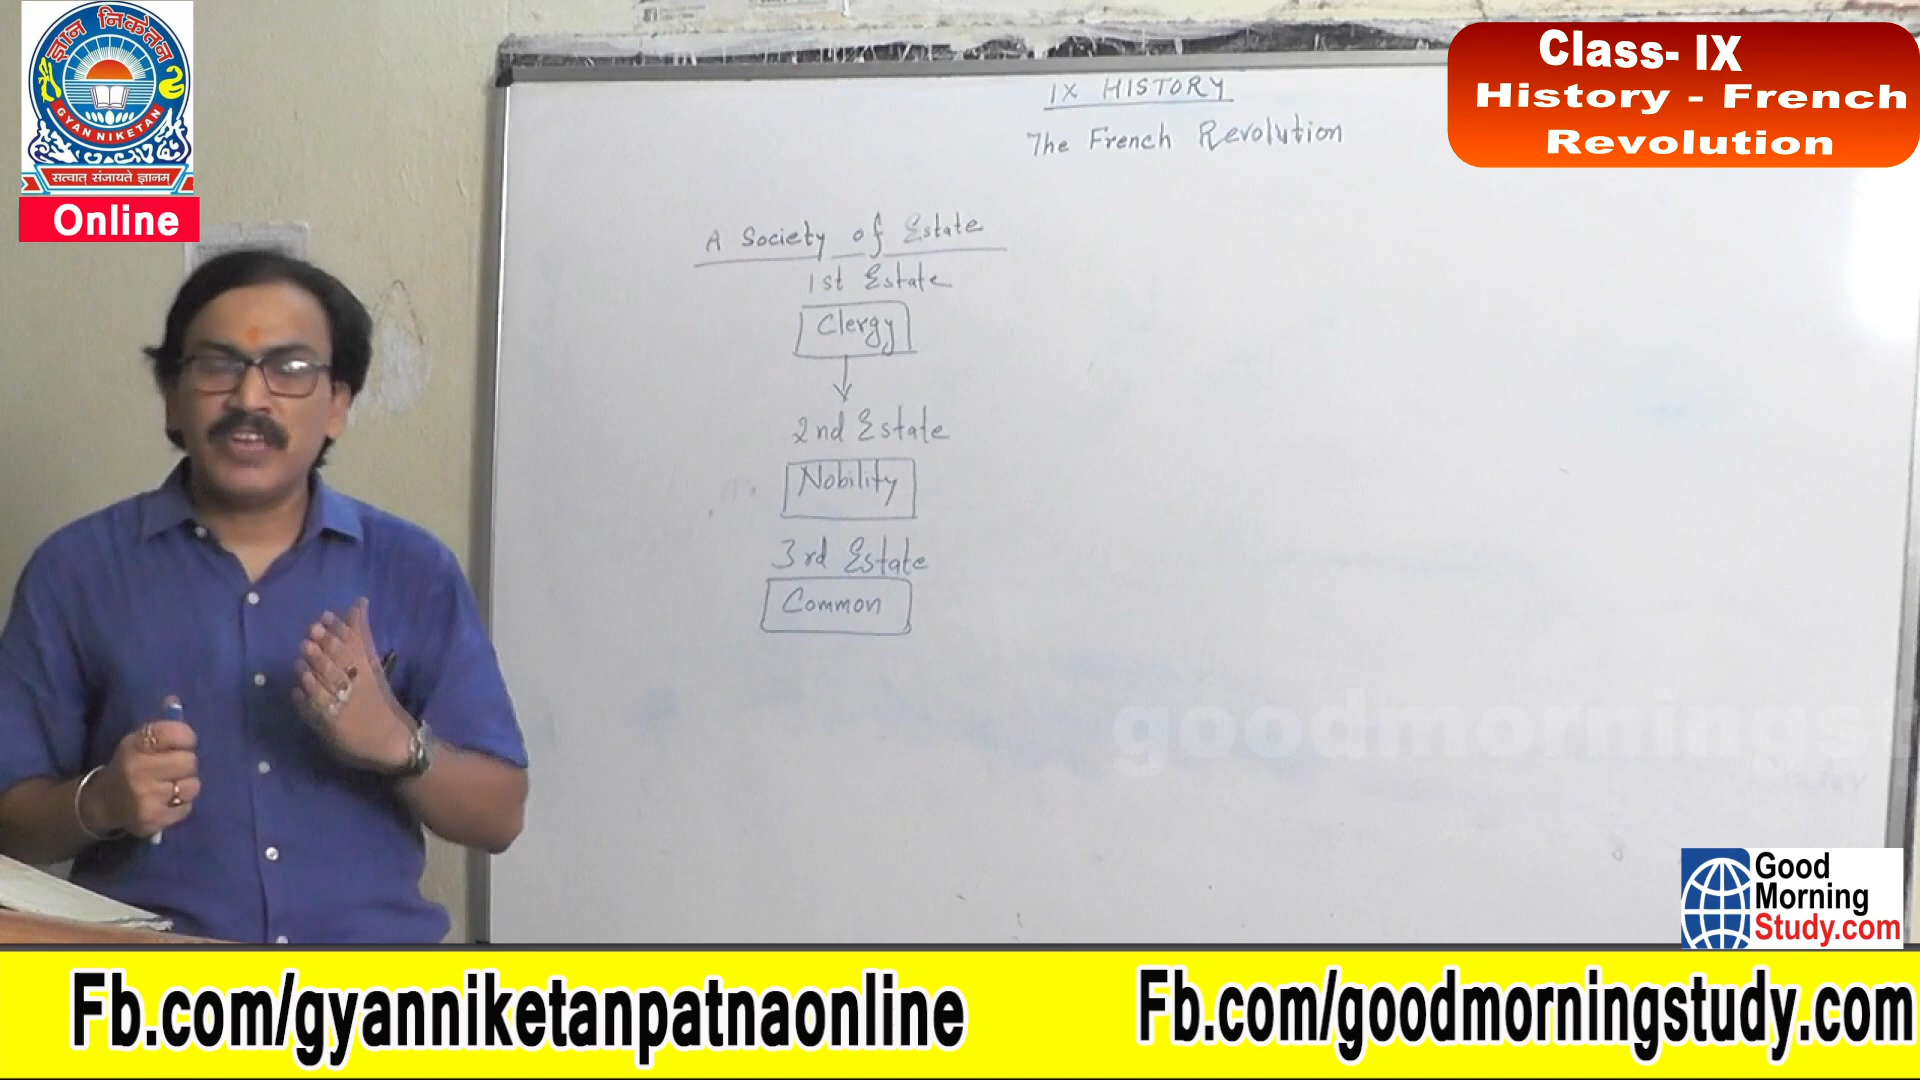 ज्ञान निकेतन
GYAN NIKETAN
सत्वात् संजायते ज्ञानम्
Online
Class- IX
History - French
Revolution
IX HISTORY
The French Revolution
A Society of Estate
1st Estate
Clergy
2nd Estate
Nobility
3rd Estate
Common
goodmornings
Good
Morning
Study.com
Fb.com/gyanniketanpatnaonline
Fb.com/goodmorningstudy.com